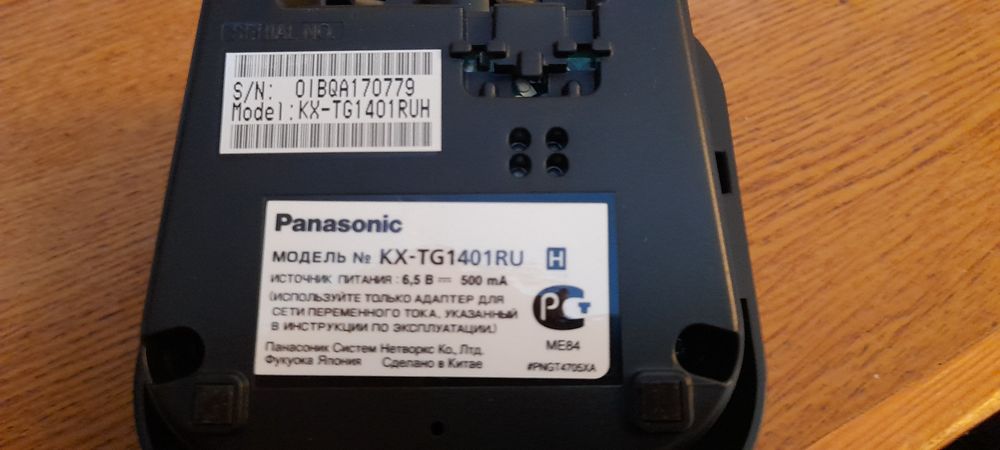 SERIAL NO.
S/N: 0IBQA170779
Model:KX-TG1401RUH
Panasonic
МОДЕЛЬ № KX-TG1401RU H
ИСТОЧНИК ПИТАНИЯ : 6,5 В 500 mA
(ИСПОЛЬЗУЙТЕ ТОЛЬКО АДАПТЕР ДЛЯ
СЕТИ ПЕРЕМЕННОГО ТОКА, УКАЗАННЫЙ
В ИНСТРУКЦИИ ПО ЭКСПЛУАТАЦИИ.)
РСТ
ME84
Панасоник Систем Нетворкс Ко., Лтд.
Фукуока Япония Сделано в Китае
#PNGT4705XA